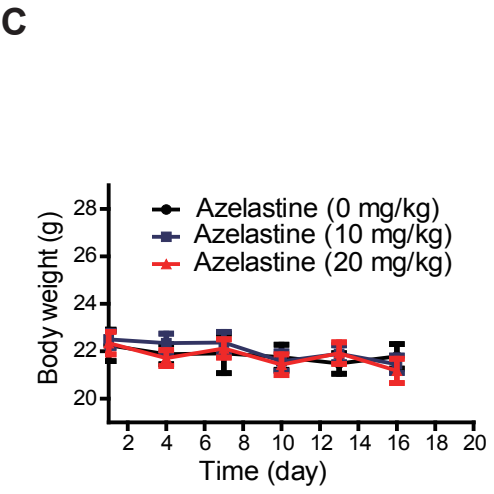 C
28
26
24
22
20
Body weight (g)
Azelastine (0 mg/kg)
Azelastine (10 mg/kg)
Azelastine (20 mg/kg)
2 4 6 8 10 12 14 16 18 20
Time (day)